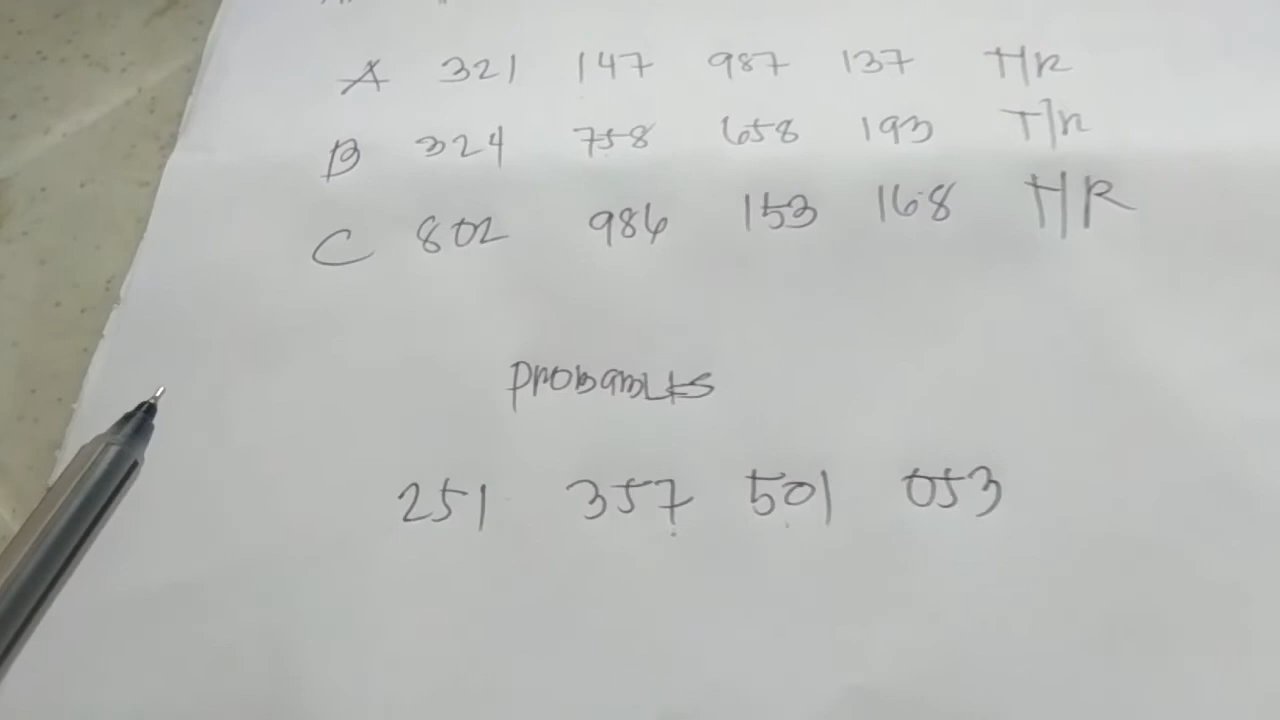 A 321 147 987 137 T/R
B 324 758 658 193 T/R
C 802 986 153 168 T/R
Probables
251 357 501 053